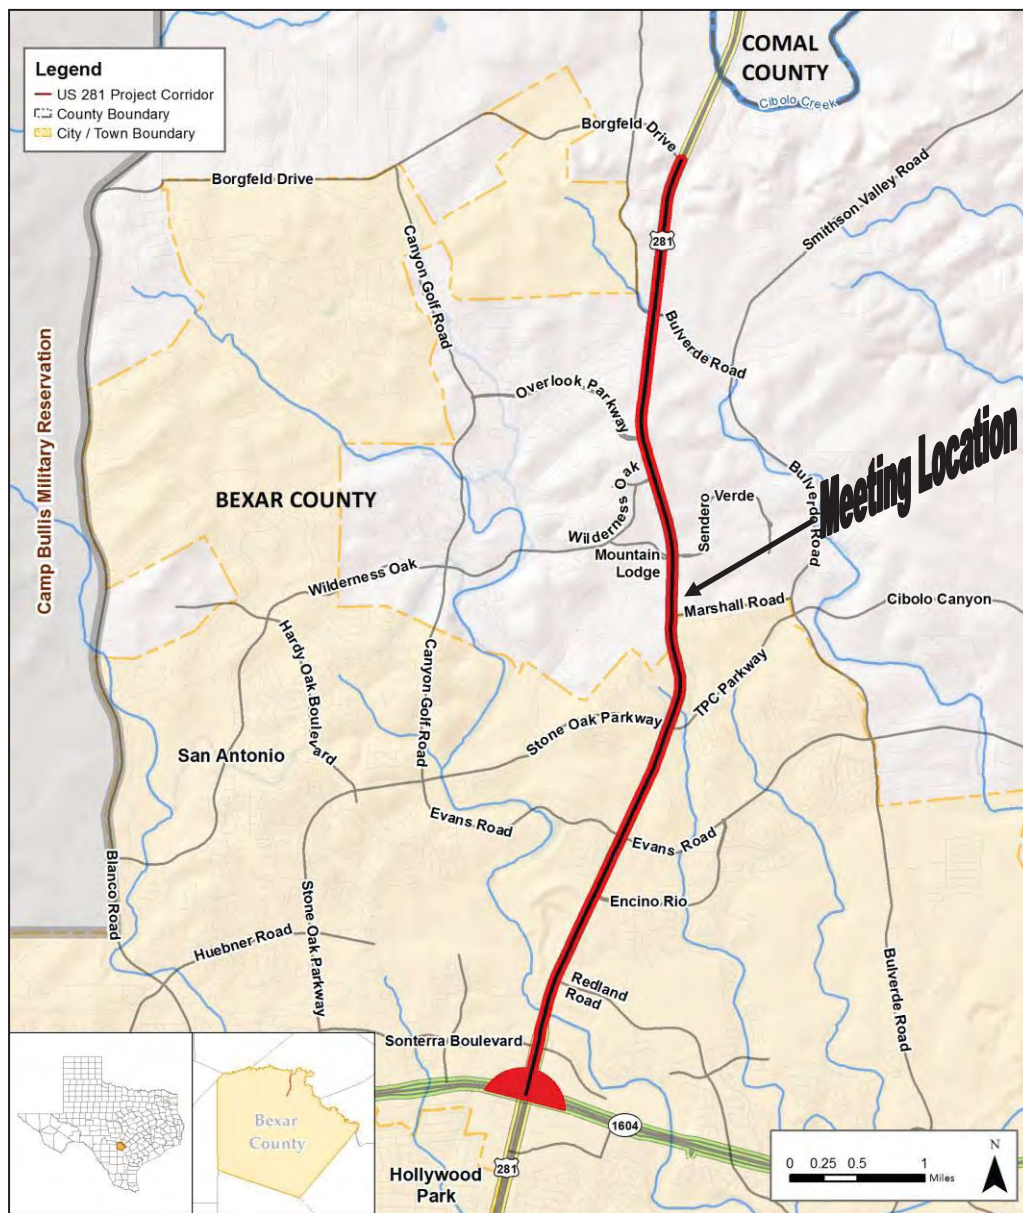 COMAL
COUNTY
Cibolo Creek
Legend
US 281 Project Corridor
County Boundary
City / Town Boundary
Borgfeld Drive
Borgfeld Drive
Smithson Valley Road
281
Canyon Golf Road
Bulverde Road
Overlook Parkway
Camp Bullis Military Reservation
Meeting Location
Bulverde Road
BEXAR COUNTY
Wilderness Oak
Sendero Verde
Mountain
Lodge
Wilderness Oak
Marshall Road
Cibolo Canyon
Hardy Oak Boulevard
Canyon Golf Road
TPC Parkway
Stone Oak Parkway
San Antonio
Evans Road
Evans Road
Blanco Road
Stone Oak Parkway
Encino Rio
Huebner Road
Bulverde Road
Redland
Road
Sonterra Boulevard
Bexar
County
1604
281
Hollywood
Park
N
0 0.25 0.5 1
Miles